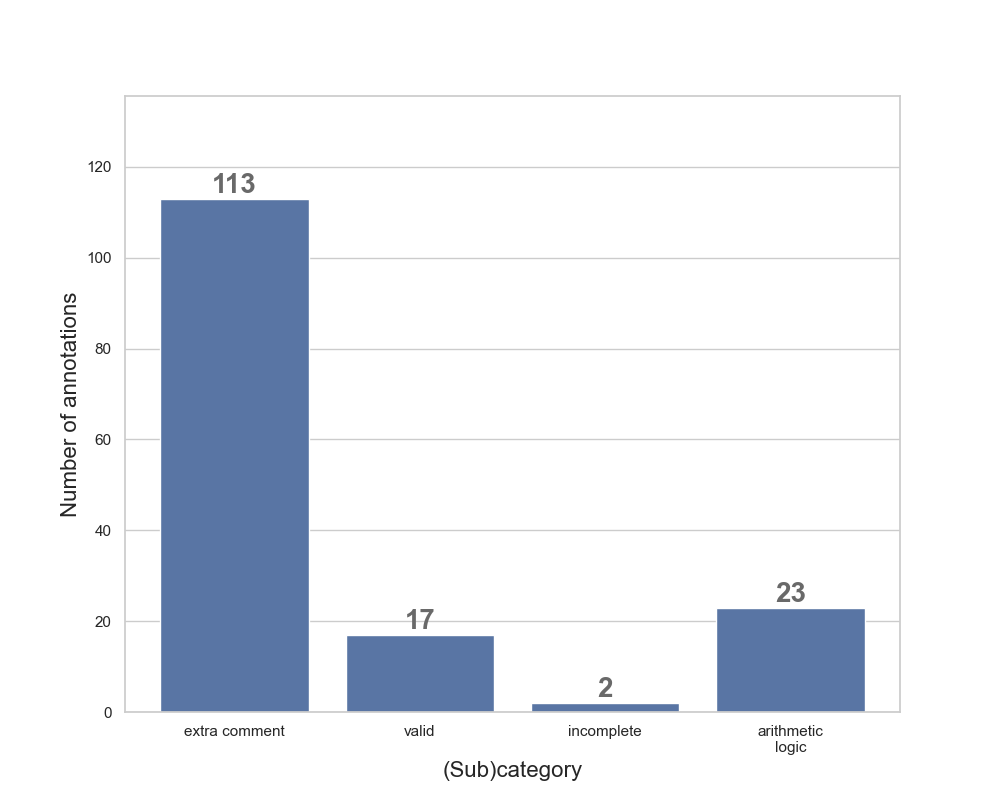 120
100
80
60
40
20
0
Number of annotations
113
17
2
23
extra comment
valid
incomplete
arithmetic
logic
(Sub)category